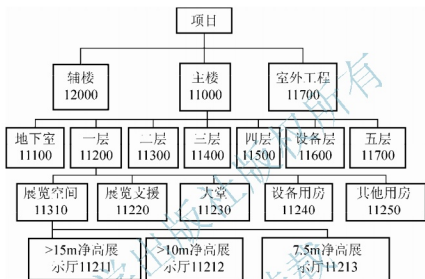 项目
辅楼
12000
主楼
11000
室外工程
11700
地下室
11100
一层
11200
二层
11300
三层
11400
四层
11500
设备层
11600
五层
11700
展览空间
11310
展览支援
11220
大堂
11230
设备用房
11240
其他用房
11250
>15m净高展
示厅11211
>10m净高展
示厅11212
7.5m净高展
示厅11213
版权所有